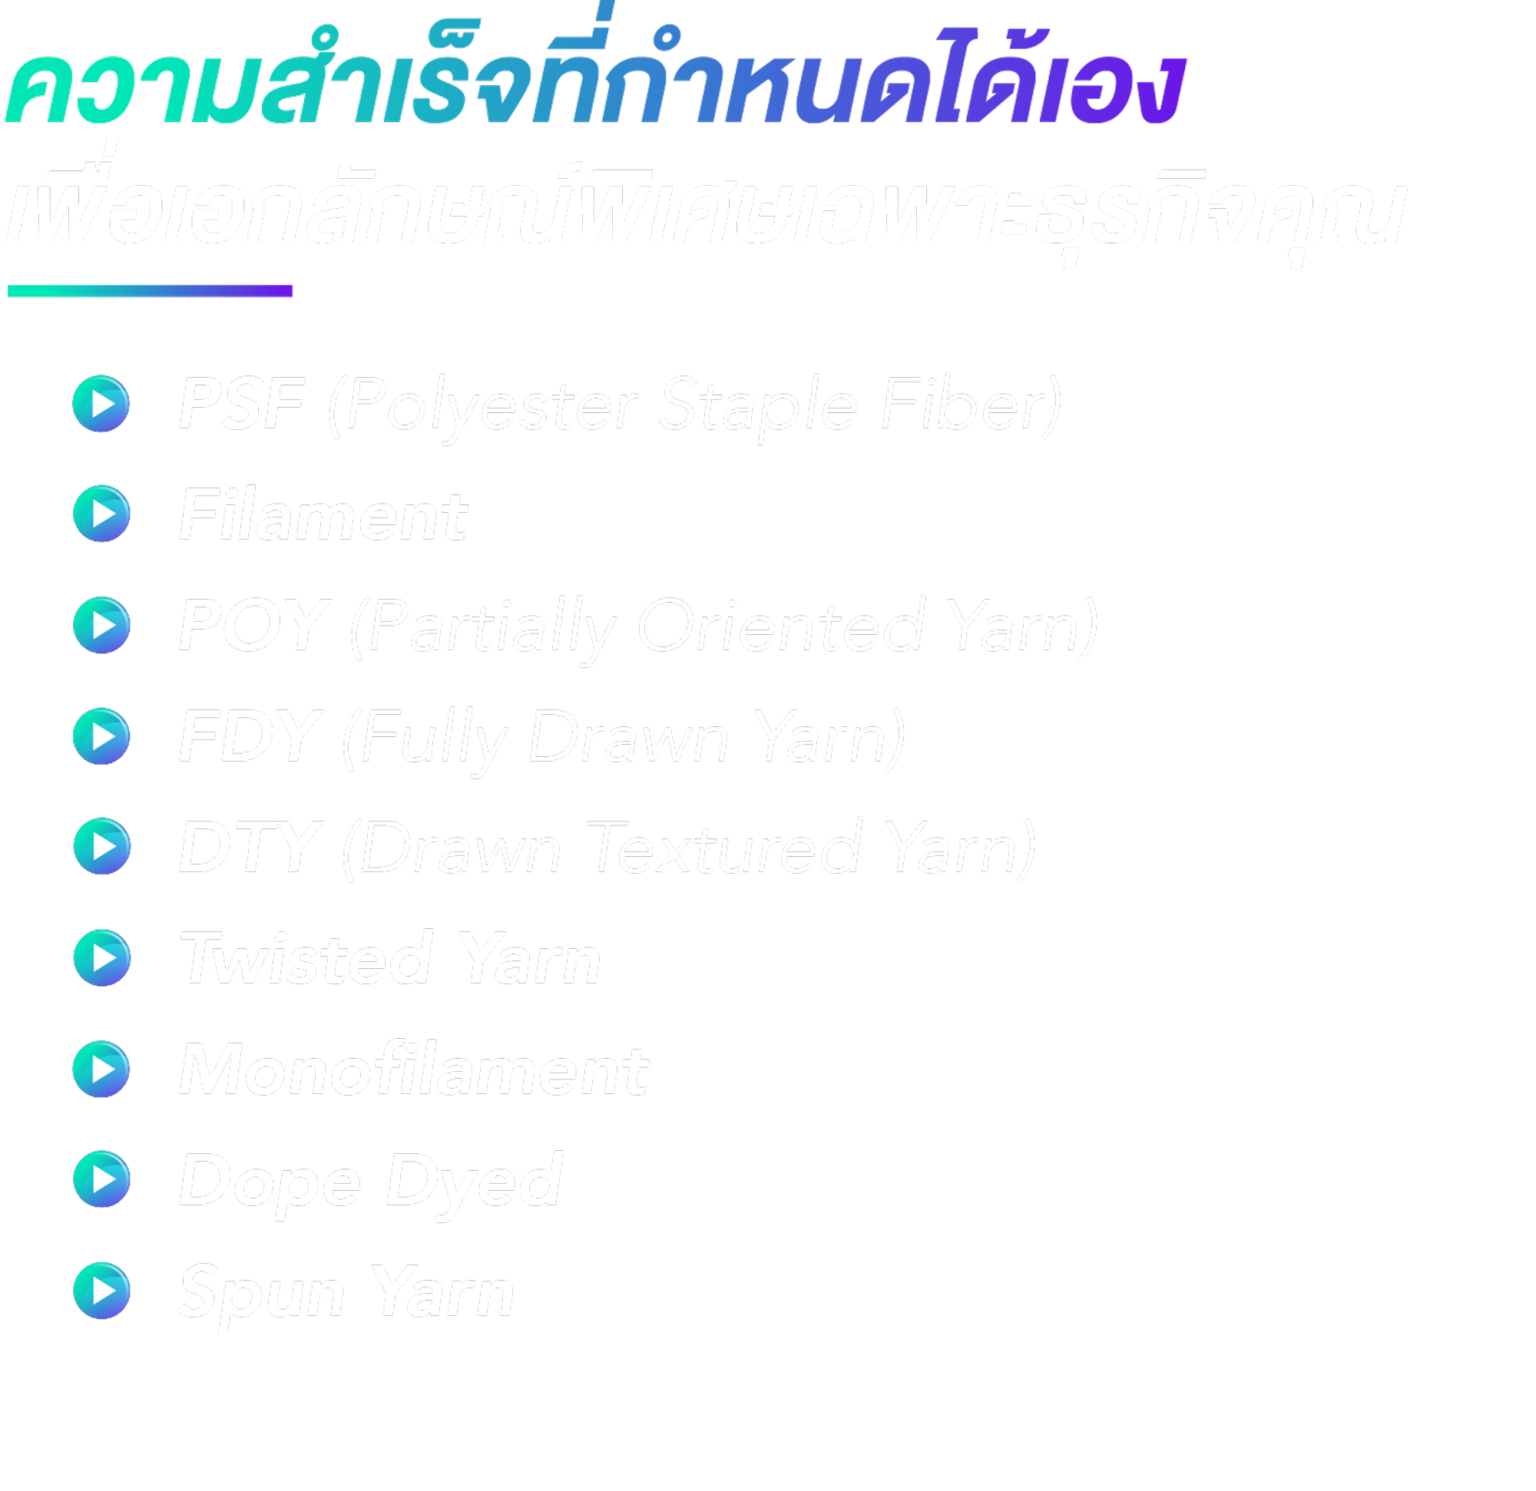 ความสำเร็จที่กำหนดได้เอง
เพื่อเอกลักษณ์พิเศษเฉพาะธุรกิจคุณ
PSF (Polyester Staple Fiber)
Filament
POY (Partially Oriented Yarn)
FDY (Fully Drawn Yarn)
DTY (Drawn Textured Yarn)
Twisted Yarn
Monofilament
Dope Dyed
Spun Yarn